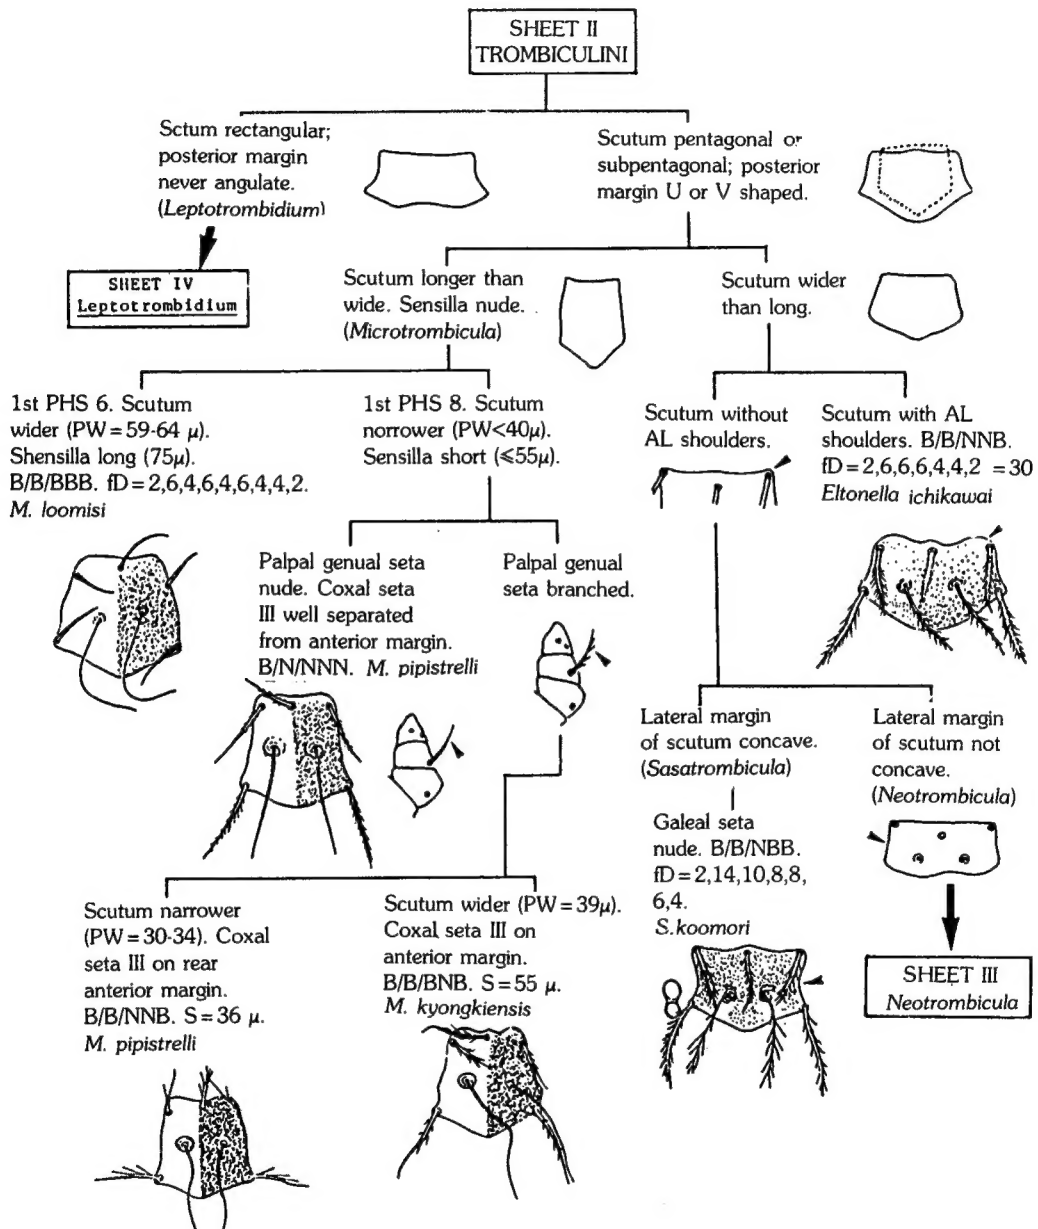 SHEET II
TROMBICULINI
Sctum rectangular;
posterior margin
never angulate.
(Leptotrombidium)
SHEET IV
Leptotrombidium
Scutum pentagonal or
subpentagonal; posterior
margin U or V shaped.
Scutum longer than
wide. Sensilla nude.
(Microtrombicula)
Scutum wider
than long.
1st PHS 6. Scutum
wider (PW=59-64 μ).
Shensilla long (75μ).
B/B/BBB. fD=2,6,4,6,4,6,4,4,2.
M. loomisi
1st PHS 8. Scutum
narrower (PW<40μ).
Sensilla short (≤55μ).
Scutum without
AL shoulders.
Scutum with AL
shoulders. B/B/NNB.
fD=2,6,6,6,4,4,2 =30
Eltonella ichikawai
Palpal genual seta
nude. Coxal seta
III well separated
from anterior margin.
B/N/NNN. M. pipistrelli
Palpal genual
seta branched.
Lateral margin
of scutum concave.
(Sasatrombicula)
Galeal seta
nude. B/B/NBB.
fD=2,14,10,8,8,
6,4.
S.koomori
Lateral margin
of scutum not
concave.
(Neotrombicula)
SHEET III
Neotrombicula
Scutum narrower
(PW=30-34). Coxal
seta III on rear
anterior margin.
B/B/NNB. S=36 μ.
M. pipistrelli
Scutum wider (PW=39μ).
Coxal seta III on
anterior margin.
B/B/BNB. S=55 μ.
M. kyongkiensis